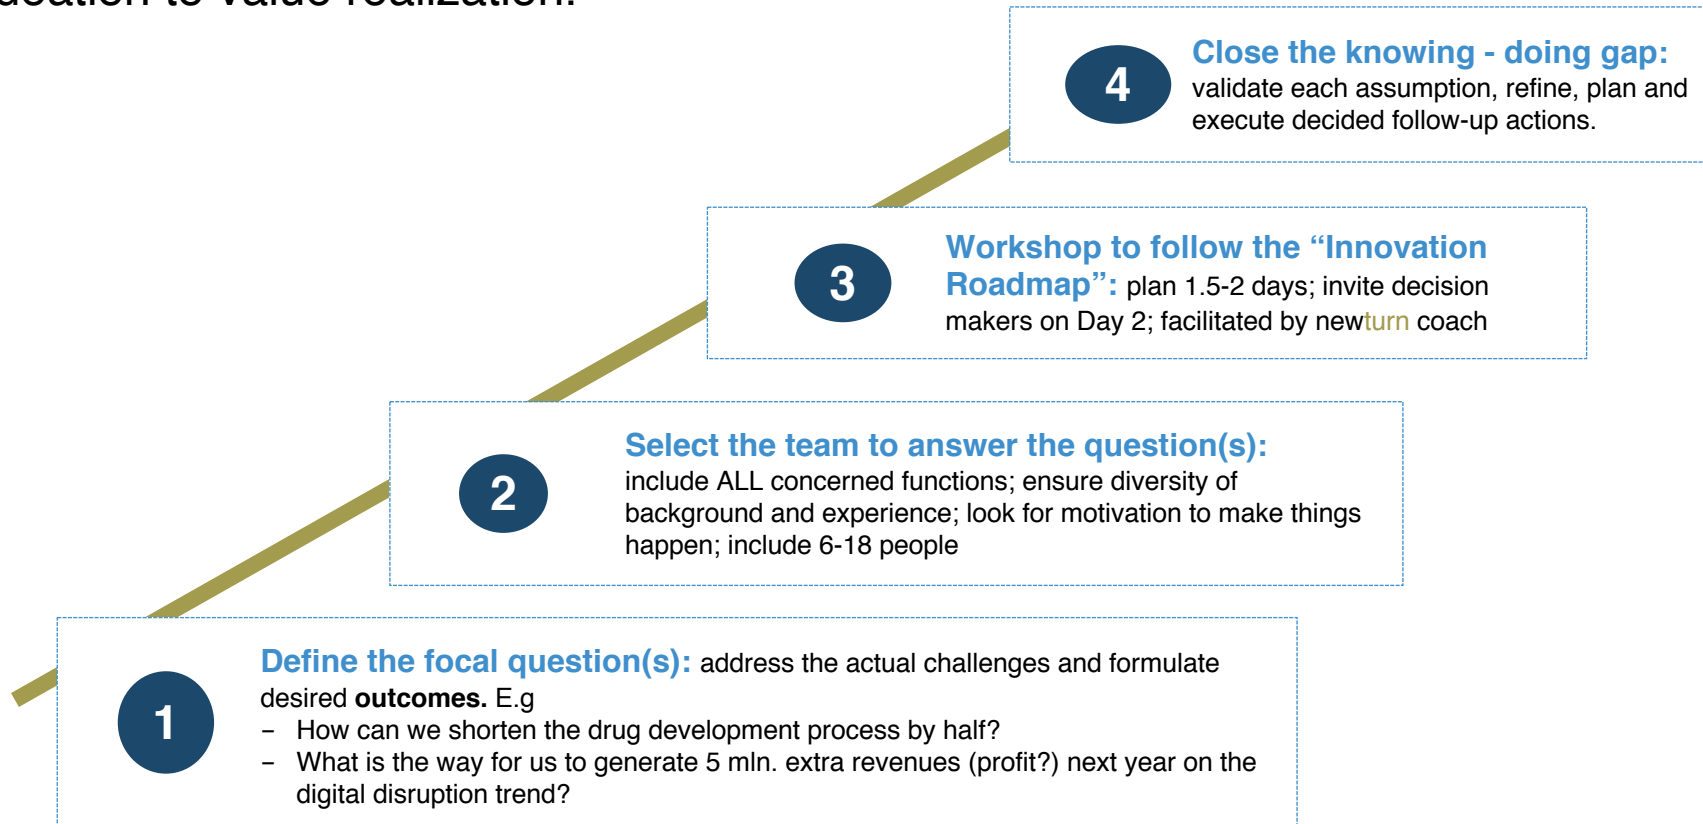 to value realization.
4
Close the knowing - doing gap:
validate each assumption, refine, plan and
execute decided follow-up actions.
3
Workshop to follow the “Innovation
Roadmap”: plan 1.5-2 days; invite decision
makers on Day 2; facilitated by newturn coach
2
Select the team to answer the question(s):
include ALL concerned functions; ensure diversity of
background and experience; look for motivation to make things
happen; include 6-18 people
1
Define the focal question(s): address the actual challenges and formulate
desired outcomes. E.g
– How can we shorten the drug development process by half?
– What is the way for us to generate 5 mln. extra revenues (profit?) next year on the
digital disruption trend?